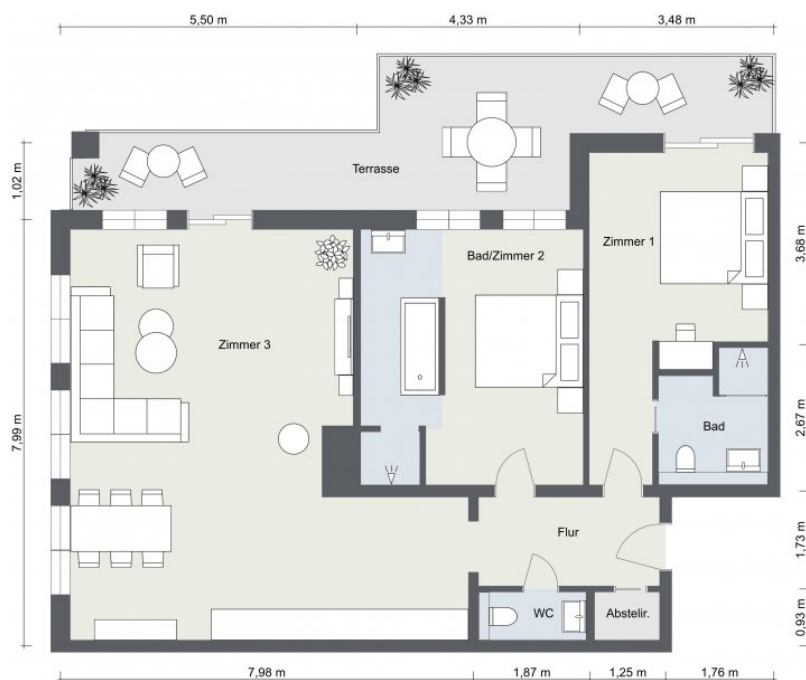 5,50 m
4,33 m
3,48 m
1,02 m
Terrasse
Zimmer 1
3,68 m
Bad/Zimmer 2
Zimmer 3
7,99 m
2,67 m
Bad
Flur
1,73 m
WC
Abstelir.
0,93 m
7,98 m
1,87 m
1,25 m
1,76 m